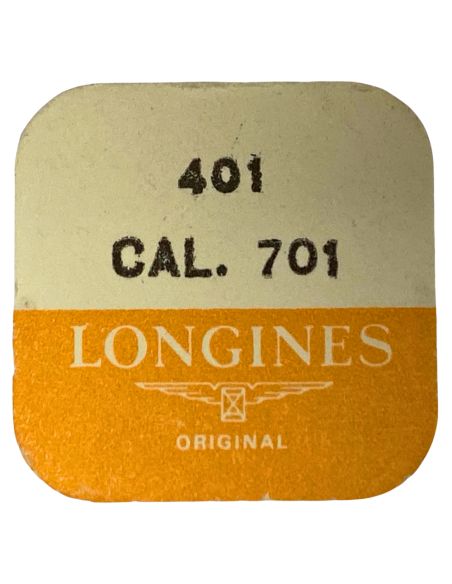 401
CAL. 701
LONGINES
ORIGINAL